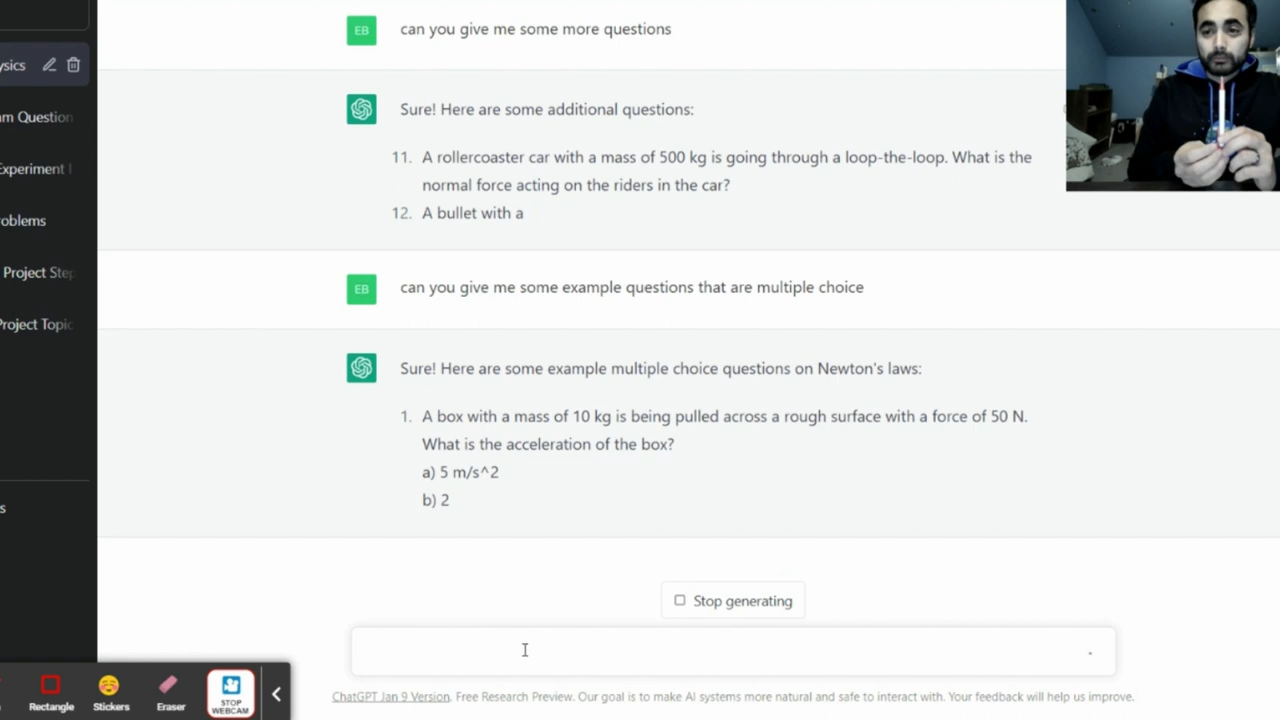 EB can you give me some more questions
ysics
Sure! Here are some additional questions:
am Question
11. A rollercoaster car with a mass of 500 kg is going through a loop-the-loop. What is the
Experiment
normal force acting on the riders in the car?
12. A bullet with a
oblems
Project Step
EB can you give me some example questions that are multiple choice
Project Topic
Sure! Here are some example multiple choice questions on Newton's laws:
1. A box with a mass of 10 kg is being pulled across a rough surface with a force of 50 N.
What is the acceleration of the box?
a) 5 m/s^2
b) 2
s
Stop generating
Rectangle
Stickers
Eraser
STOP
WEBCAM
ChatGPT Jan 9 Version. Free Research Preview. Our goal is to make AI systems more natural and safe to interact with. Your feedback will help us improve.